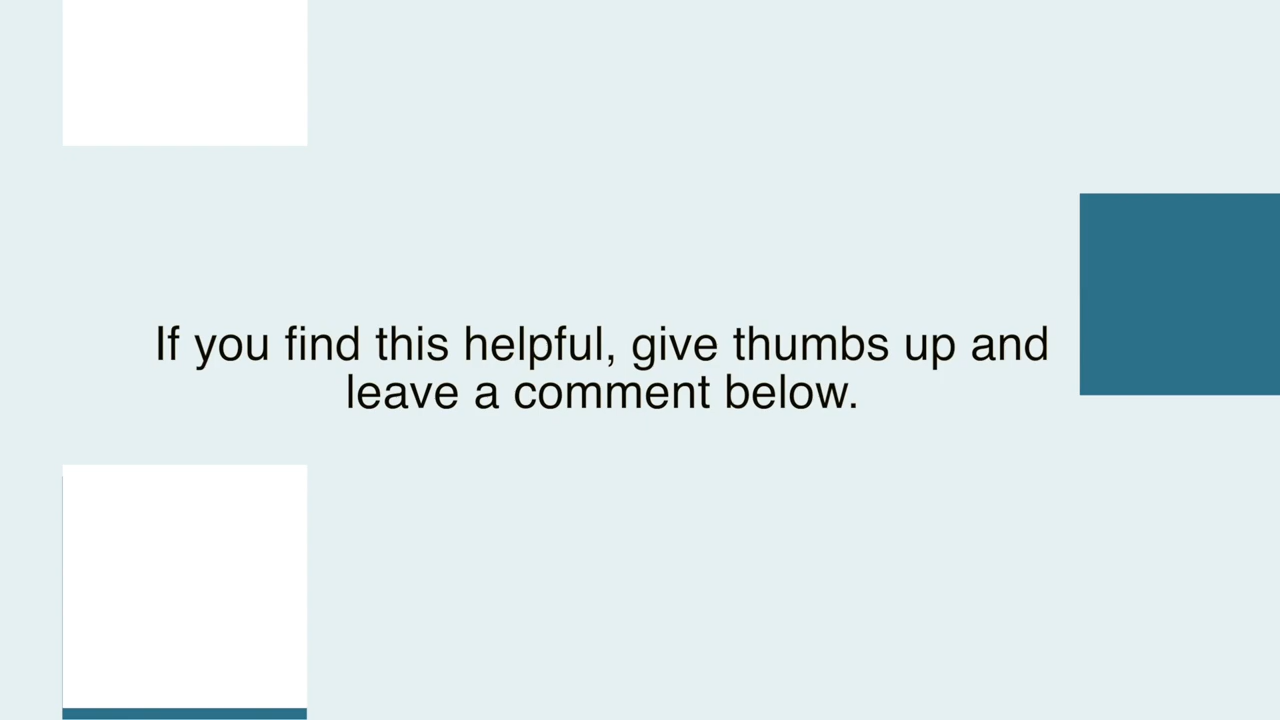 If you find this helpful, give thumbs up and
leave a comment below.